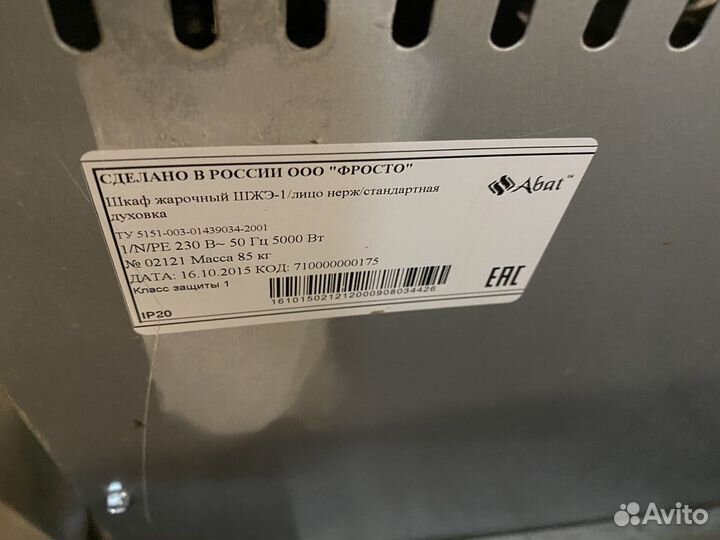 СДЕЛАНО В РОССИИ ООО "ФРОСТО"
Abat™
Шкаф жарочный ШЖЭ-1/лицо нерж/стандартная
духовка
ТУ 5151-003-01439034-2001
1/N/PE 230 В~ 50 Гц 5000 Вт
№ 02121 Масса 85 кг
ДАТА: 16.10.2015 КОД: 710000000175
Класс защиты 1
161015021212000908034426
EAC
IP20
Avito